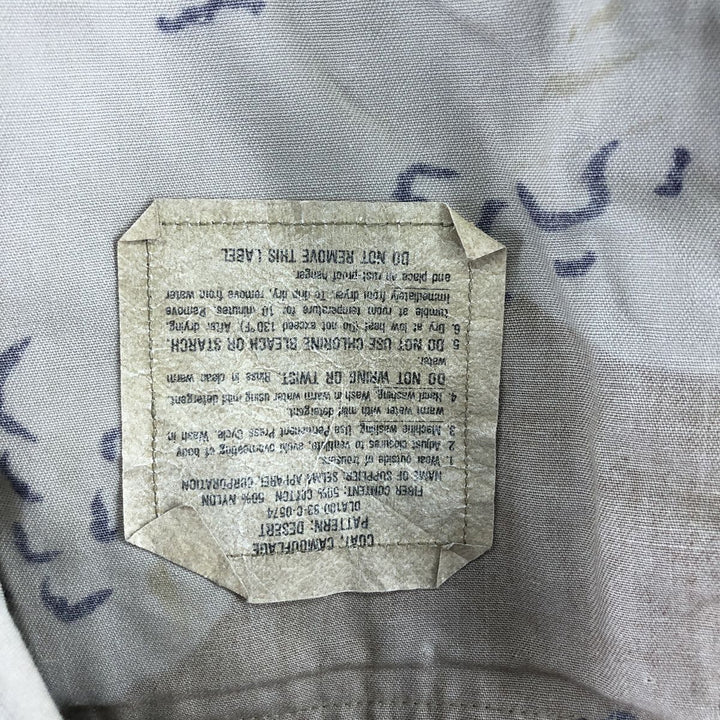 COAT, CAMOUFLAGE
PATTERN: DESERT
DLA100-93-C-0574
FIBER CONTENT: 50% COTTON 50% NYLON
NAME OF SUPPLIER: SELMA APPAREL CORPORATION
1. Wear outside of trousers.
2. Adjust closures to ventilate, avoid overheating of body
3. Machine washing. Use Permanent Press Cycle. Wash in
warm water with mild detergent.
4. Hand washing. Wash in warm water using mild detergent.
DO NOT WRING OR TWIST. Rinse in clean, warm
water
5 DO NOT USE CHLORINE BLEACH OR STARCH.
6. Dry at low heat (Do not exceed 130°F). After drying,
tumble at room temperature for 10 minutes. Remove
immediately from dryer. To drip dry, remove from water
and place on rust-proof hanger
DO NOT REMOVE THIS LABEL